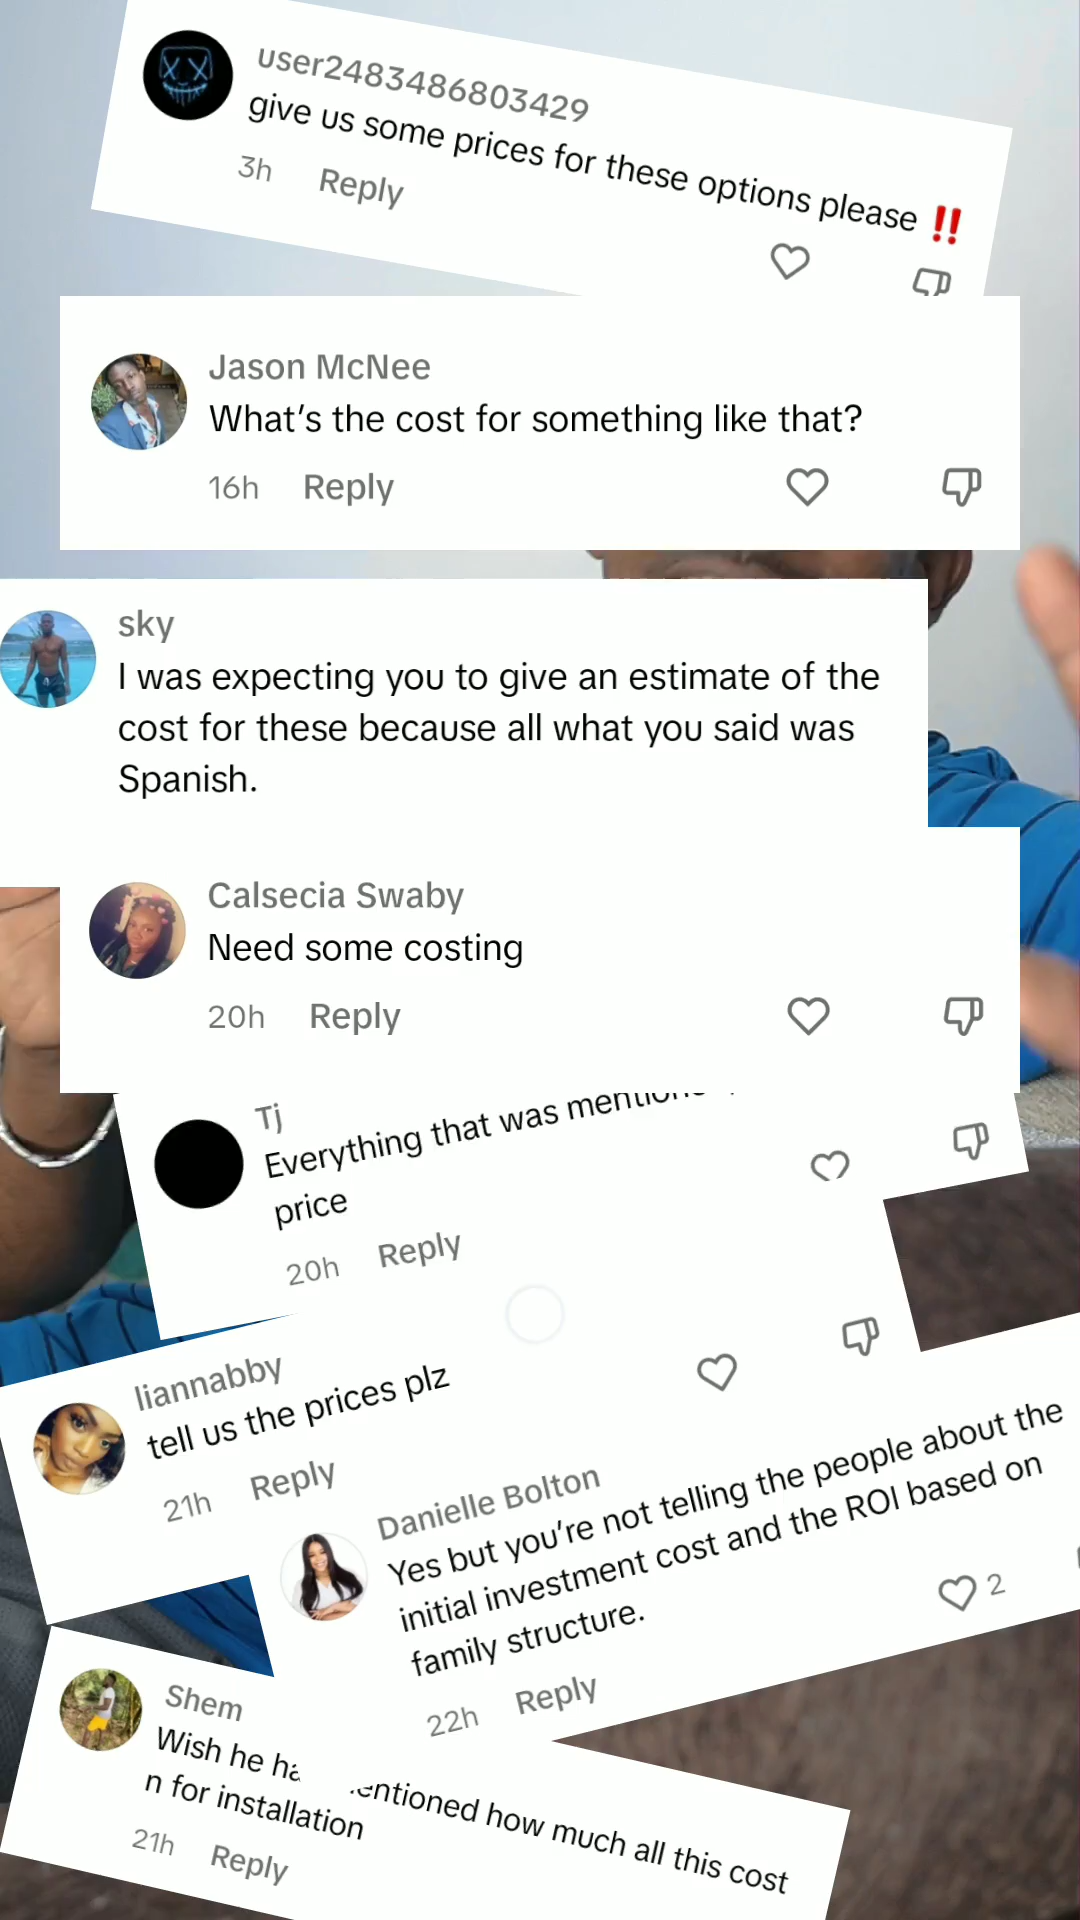 user2483486803429
give us some prices for these options please ‼️
3h Reply
Jason McNee
What's the cost for something like that?
16h Reply
sky
I was expecting you to give an estimate of the
cost for these because all what you said was
Spanish.
Calsecia Swaby
Need some costing
20h Reply
Tj
Everything that was
price
20h Reply
liannabby
tell us the prices plz
21h Reply
Danielle Bolton
Yes but you're not telling the people about the
initial investment cost and the ROI based on
family structure.
2
22h Reply
Shem
Wish he how much all this cost
n for installation
21h Reply